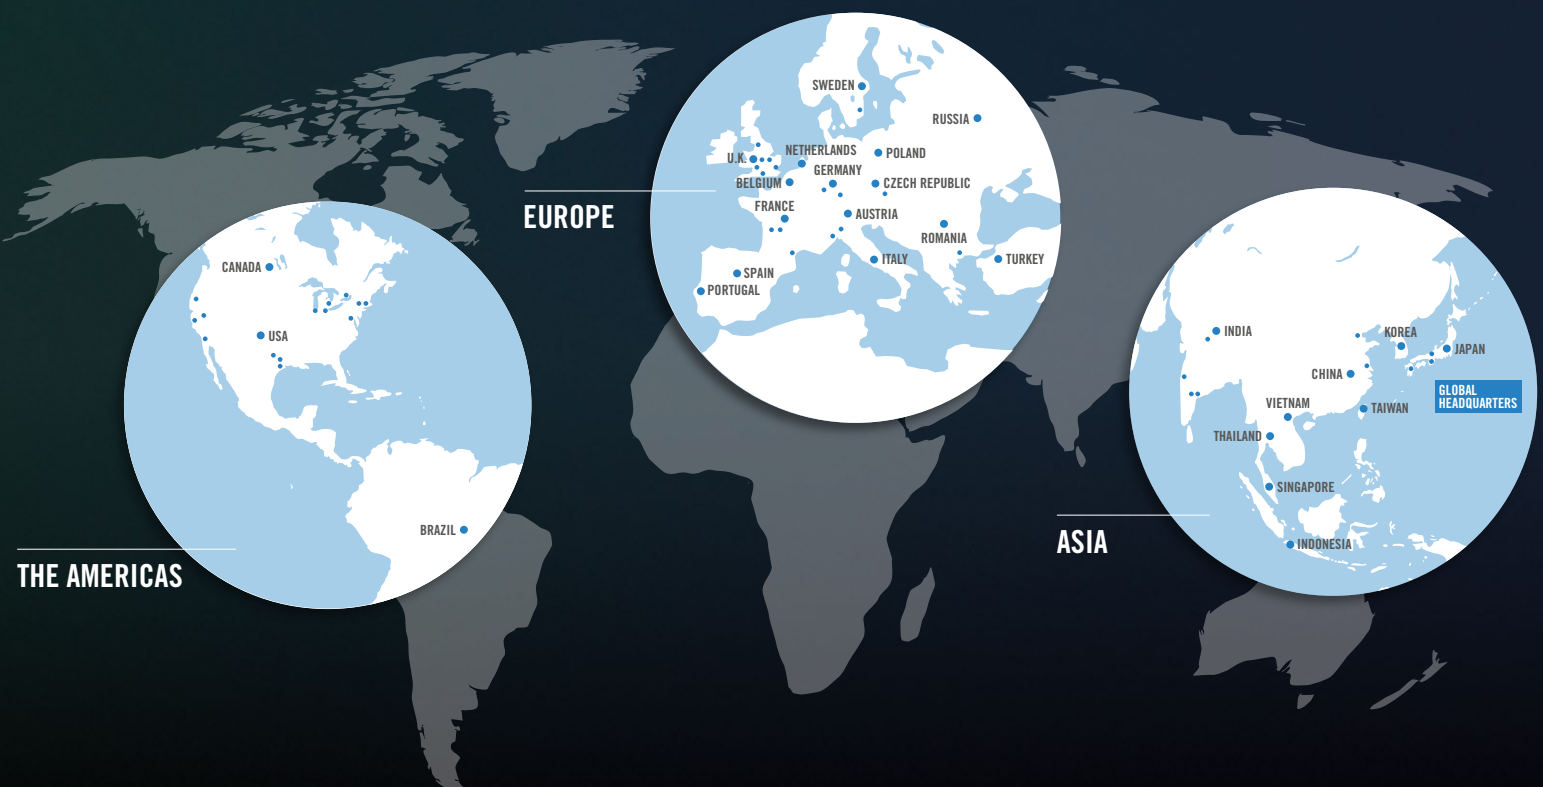 THE AMERICAS
CANADA
USA
BRAZIL
EUROPE
SWEDEN
RUSSIA
U.K.
NETHERLANDS
POLAND
GERMANY
BELGIUM
CZECH REPUBLIC
FRANCE
AUSTRIA
ROMANIA
ITALY
TURKEY
SPAIN
PORTUGAL
ASIA
INDIA
KOREA
JAPAN
CHINA
GLOBAL
HEADQUARTERS
VIETNAM
TAIWAN
THAILAND
SINGAPORE
INDONESIA